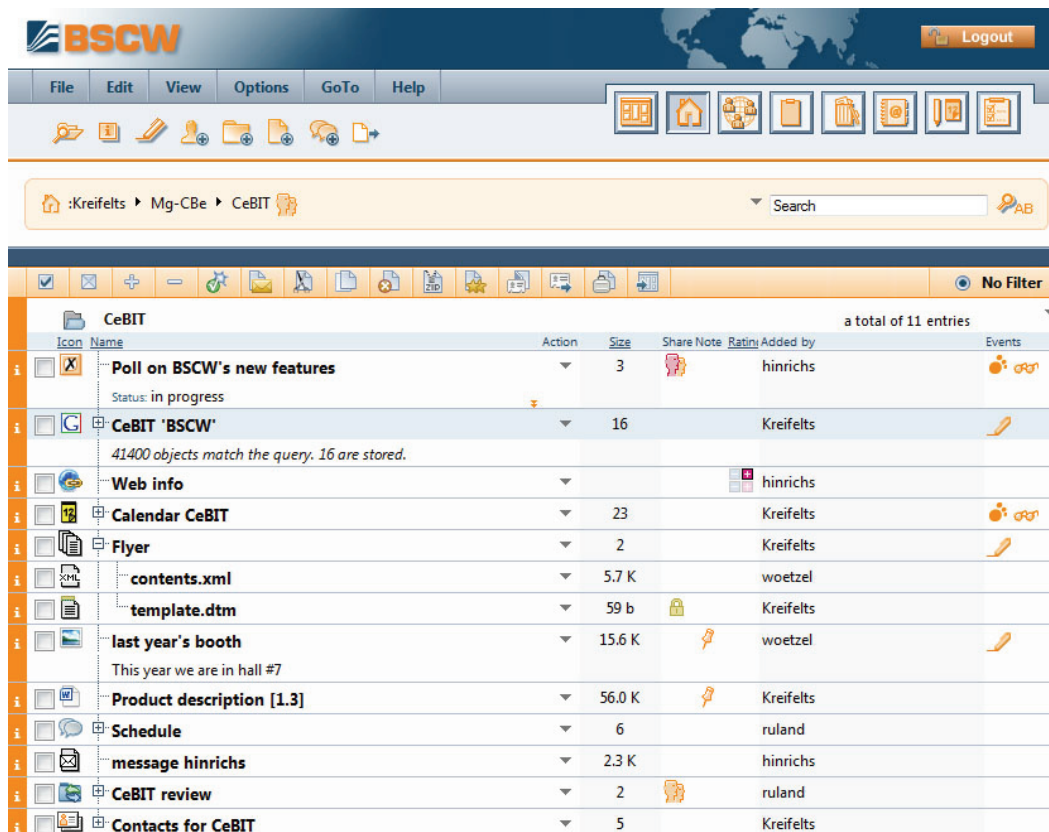 BSCW
Logout
File Edit View Options GoTo Help
:Kreifelts Mg-CBe CeBIT
Search
AB
ZIP
No Filter
CeBIT a total of 11 entries
Icon Name Action Size Share Note Rating Added by Events
Poll on BSCW's new features 3 hinrichs
Status: in progress
G CeBIT 'BSCW' 16 Kreifelts
41400 objects match the query. 16 are stored.
Web info hinrichs
Calendar CeBIT 23 Kreifelts
Flyer 2 Kreifelts
XML contents.xml 5.7 K woetzel
template.dtm 59 b Kreifelts
last year's booth 15.6 K woetzel
This year we are in hall #7
W Product description [1.3] 56.0 K Kreifelts
Schedule 6 ruland
message hinrichs 2.3 K hinrichs
CeBIT review 2 ruland
Contacts for CeBIT 5 Kreifelts